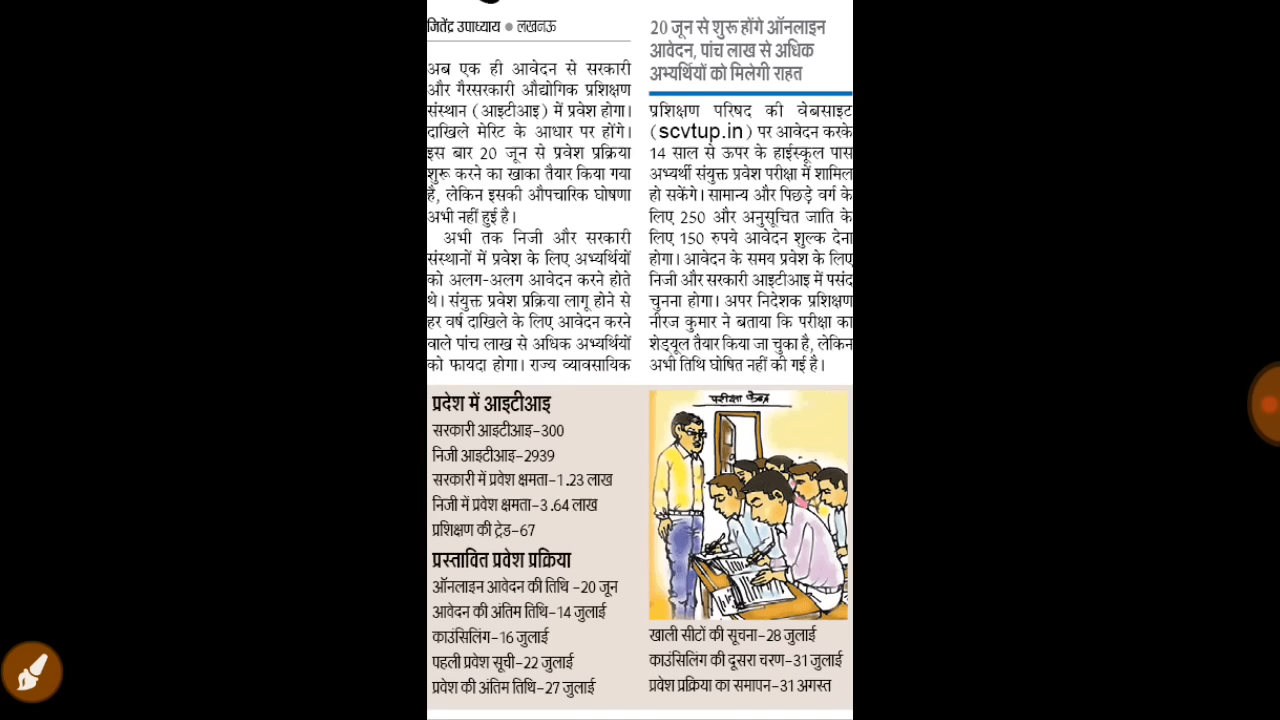 जितेंद्र उपाध्याय ● लखनऊ
अब एक ही आवेदन से सरकारी
और गैरसरकारी औद्योगिक प्रशिक्षण
संस्थान (आइटीआइ) में प्रवेश होगा।
दाखिले मेरिट के आधार पर होंगे।
इस बार 20 जून से प्रवेश प्रक्रिया
शुरू करने का खाका तैयार किया गया
है, लेकिन इसकी औपचारिक घोषणा
अभी नहीं हुई है।
अभी तक निजी और सरकारी
संस्थानों में प्रवेश के लिए अभ्यर्थियों
को अलग-अलग आवेदन करने होते
थे। संयुक्त प्रवेश प्रक्रिया लागू होने से
हर वर्ष दाखिले के लिए आवेदन करने
वाले पांच लाख से अधिक अभ्यर्थियों
को फायदा होगा। राज्य व्यावसायिक
20 जून से शुरू होंगे ऑनलाइन
आवेदन, पांच लाख से अधिक
अभ्यर्थियों को मिलेगी राहत
प्रशिक्षण परिषद की वेबसाइट
(scvtup.in) पर आवेदन करके
14 साल से ऊपर के हाईस्कूल पास
अभ्यर्थी संयुक्त प्रवेश परीक्षा में शामिल
हो सकेंगे। सामान्य और पिछड़े वर्ग के
लिए 250 और अनुसूचित जाति के
लिए 150 रुपये आवेदन शुल्क देना
होगा। आवेदन के समय प्रवेश के लिए
निजी और सरकारी आइटीआइ में पसंद
चुनना होगा। अपर निदेशक प्रशिक्षण
नीरज कुमार ने बताया कि परीक्षा का
शेड्यूल तैयार किया जा चुका है, लेकिन
अभी तिथि घोषित नहीं की गई है।
प्रदेश में आइटीआइ
सरकारी आइटीआइ-300
निजी आइटीआइ-2939
सरकारी में प्रवेश क्षमता-1.23 लाख
निजी में प्रवेश क्षमता-3.64 लाख
प्रशिक्षण की ट्रेड-67
प्रस्तावित प्रवेश प्रक्रिया
ऑनलाइन आवेदन की तिथि -20 जून
आवेदन की अंतिम तिथि-14 जुलाई
काउंसिलिंग-16 जुलाई
पहली प्रवेश सूची-22 जुलाई
प्रवेश की अंतिम तिथि-27 जुलाई
परीक्षा केन्द्र
खाली सीटों की सूचना-28 जुलाई
काउंसिलिंग की दूसरा चरण-31 जुलाई
प्रवेश प्रक्रिया का समापन-31 अगस्त